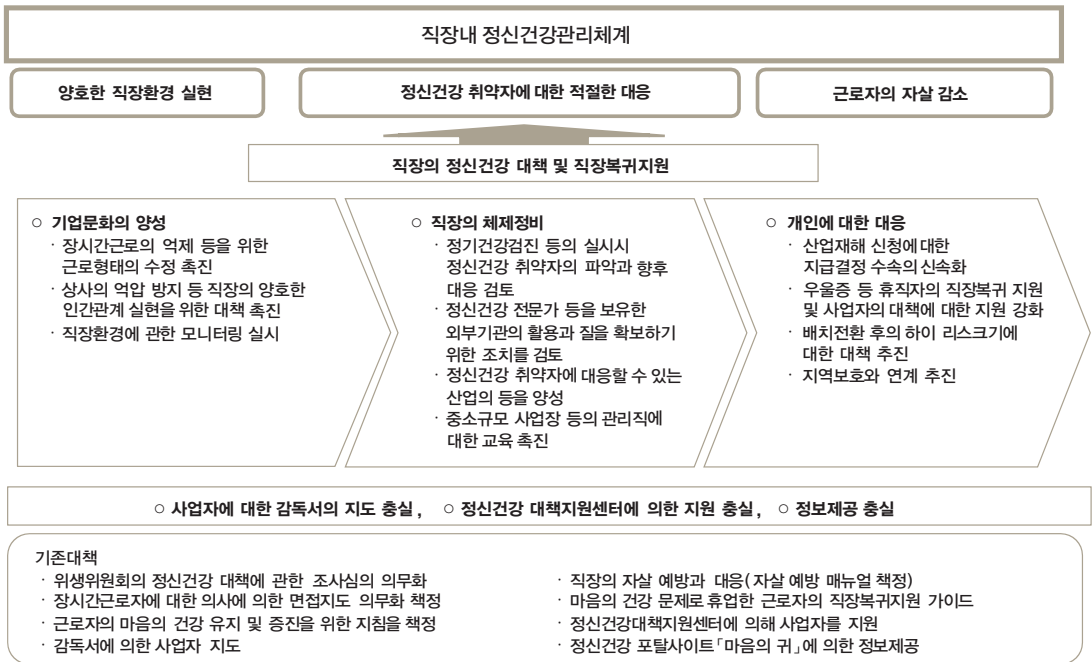 직장내 정신건강관리체계
양호한 직장환경 실현
정신건강 취약자에 대한 적절한 대응
근로자의 자살 감소
직장의 정신건강 대책 및 직장복귀지원
○ 기업문화의 양성
· 장시간근로의 억제 등을 위한
근로형태의 수정 촉진
· 상사의 억압 방지 등 직장의 양호한
인간관계 실현을 위한 대책 촉진
· 직장환경에 관한 모니터링 실시
○ 직장의 체제정비
· 정기건강검진 등의 실시시
정신건강 취약자의 파악과 향후
대응 검토
· 정신건강 전문가 등을 보유한
외부기관의 활용과 질을 확보하기
위한 조치를 검토
· 정신건강 취약자에 대응할 수 있는
산업의 등을 양성
· 중소규모 사업장 등의 관리직에
대한 교육 촉진
○ 개인에 대한 대응
· 산업재해 신청에 대한
지급결정 수속의 신속화
· 우울증 등 휴직자의 직장복귀 지원
및 사업자의 대책에 대한 지원 강화
· 배치전환 후의 하이 리스크기에
대한 대책 추진
· 지역보호와 연계 추진
○ 사업자에 대한 감독서의 지도 충실, ○ 정신건강 대책지원센터에 의한 지원 충실, ○ 정보제공 충실
기존대책
· 위생위원회의 정신건강 대책에 관한 조사심의 의무화
· 장시간근로자에 대한 의사에 의한 면접지도 의무화 책정
· 근로자의 마음의 건강 유지 및 증진을 위한 지침을 책정
· 감독서에 의한 사업자 지도
· 직장의 자살 예방과 대응(자살 예방 매뉴얼 책정)
· 마음의 건강 문제로 휴업한 근로자의 직장복귀지원 가이드
· 정신건강대책지원센터에 의해 사업자를 지원
· 정신건강 포탈사이트「마음의 귀」에 의한 정보제공